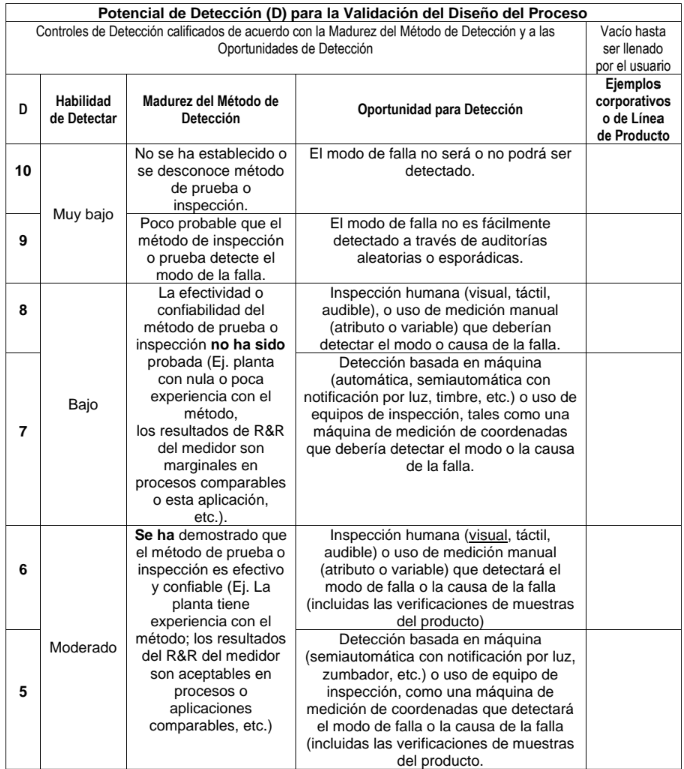 Potencial de Detección (D) para la Validación del Diseño del Proceso
Controles de Detección calificados de acuerdo con la Madurez del Método de Detección y a las
Oportunidades de Detección
Vacío hasta
ser llenado
por el usuario
D
Habilidad
de Detectar
Madurez del Método de
Detección
Oportunidad para Detección
Ejemplos
corporativos
o de Línea
de Producto
10
Muy bajo
No se ha establecido o
se desconoce método
de prueba o
inspección.
El modo de falla no será o no podrá ser
detectado.
9
Poco probable que el
método de inspección
o prueba detecte el
modo de la falla.
El modo de falla no es fácilmente
detectado a través de auditorías
aleatorias o esporádicas.
8
Bajo
La efectividad o
confiabilidad del
método de prueba o
inspección no ha sido
probada (Ej. planta
con nula o poca
experiencia con el
método,
los resultados de R&R
del medidor son
marginales en
procesos comparables
o esta aplicación,
etc.).
Inspección humana (visual, táctil,
audible), o uso de medición manual
(atributo o variable) que deberían
detectar el modo o causa de la falla.
7
Detección basada en máquina
(automática, semiautomática con
notificación por luz, timbre, etc.) o uso de
equipos de inspección, tales como una
máquina de medición de coordenadas
que debería detectar el modo o la causa
de la falla.
6
Moderado
Se ha demostrado que
el método de prueba o
inspección es efectivo
y confiable (Ej. La
planta tiene
experiencia con el
método; los resultados
del R&R del medidor
son aceptables en
procesos o
aplicaciones
comparables, etc.)
Inspección humana (visual, táctil,
audible) o uso de medición manual
(atributo o variable) que detectará el
modo de falla o la causa de la falla
(incluidas las verificaciones de muestras
del producto)
5
Detección basada en máquina
(semiautomática con notificación por luz,
zumbador, etc.) o uso de equipo de
inspección, como una máquina de
medición de coordenadas que detectará
el modo de falla o la causa de la falla
(incluidas las verificaciones de muestras
del producto.